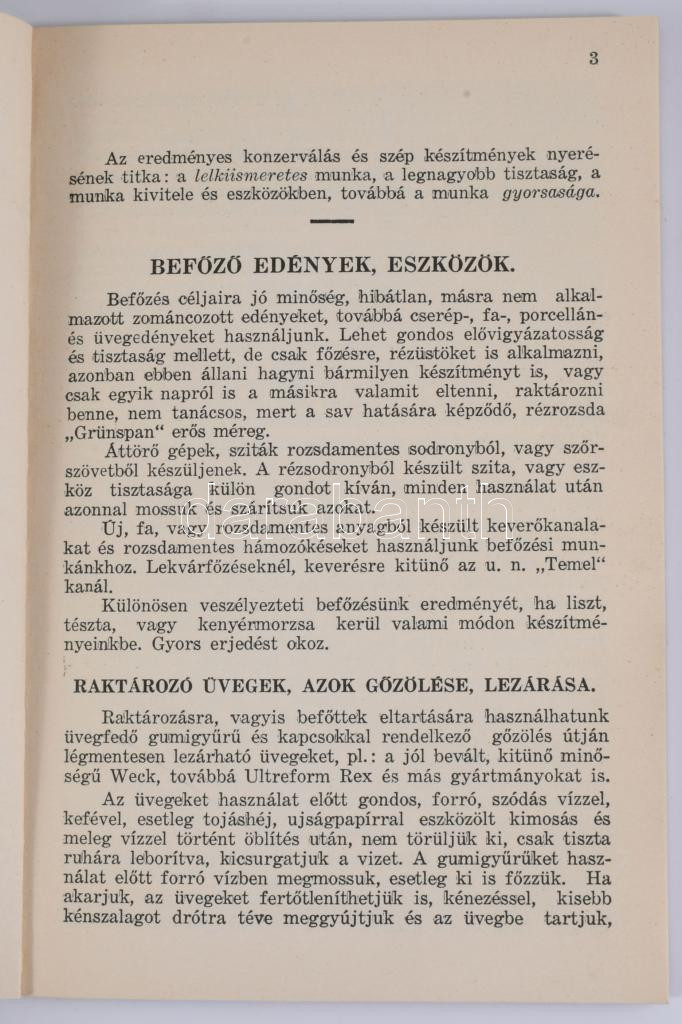 3
Az eredményes konzerválás és szép készítmények nyeré-
sének titka: a lelkiismeretes munka, a legnagyobb tisztaság, a
munka kivitele és eszközökben, továbbá a munka gyorsasága.
BEFŐZŐ EDÉNYEK, ESZKÖZÖK.
Befőzés céljaira jó minőség, hibátlan, másra nem alkal-
mazott zománcozott edényeket, továbbá cserép-, fa-, porcellán-
és üvegedényeket használjunk. Lehet gondos elővigyázatosság
és tisztaság mellett, de csak főzésre, rézüstöket is alkalmazni,
azonban ebben állani hagyni bármilyen készítményt is, vagy
csak egyik napról is a másikra valamit eltenni, raktározni
benne, nem tanácsos, mert a sav hatására képződő, rézrozsda
„Grünspan“ erős méreg.
Áttörő gépek, sziták rozsdamentes sodronyból, vagy szőr-
szövetből készüljenek. A rézsodronyból készült szita, vagy esz-
köz tisztasága külön gondot kíván, minden használat után
azonnal mossuk és szárítsuk azokat.
darabanth
Új, fa, vagy rozsdamentes anyagból készült keverőkanala-
kat és rozsdamentes hámozókéseket használjunk befőzési mun-
kánkhoz. Lekvárfőzéseknél, keverésre kitünő az u. n. „Temel“
kanál.
Különösen veszélyezteti befőzésünk eredményét, ha liszt,
tészta, vagy kenyérmorzsa kerül valami módon készítmé-
nyeinkbe. Gyors erjedést okoz.
RAKTÁROZÓ ÜVEGEK, AZOK GŐZÖLÉSE, LEZÁRÁSA.
Raktározásra, vagyis befőttek eltartására használhatunk
üvegfedő gumigyűrű és kapcsokkal rendelkező gőzölés útján
légmentesen lezárható üvegeket, pl.: a jól bevált, kitünő minő-
ségű Weck, továbbá Ultreform Rex és más gyártmányokat is.
Az üvegeket használat előtt gondos, forró, szódás vízzel,
kefével, esetleg tojáshéj, ujságpapírral eszközölt kimosás és
meleg vízzel történt öblítés után, nem törüljük ki, csak tiszta
ruhára leborítva, kicsurgatjuk a vizet. A gumigyűrűket hasz-
nálat előtt forró vízben megmossuk, esetleg ki is főzzük. Ha
akarjuk, az üvegeket fertőtleníthetjük is, kénezéssel, kisebb
kénszalagot drótra téve meggyújtjuk és az üvegbe tartjuk,